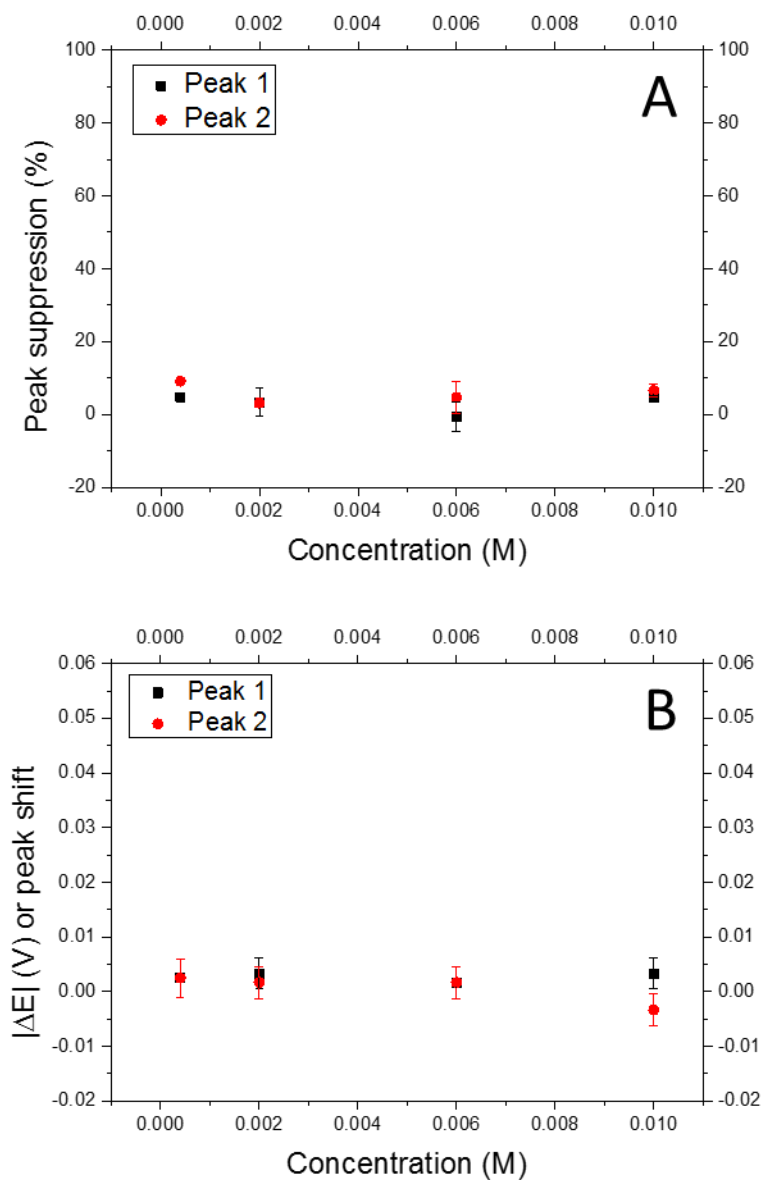 0.000 0.002 0.004 0.006 0.008 0.010
100 100
Peak 1
Peak 2
A
80 80
60 60
40 40
20 20
0 0
-20 -20
Peak suppression (%)
0.000 0.002 0.004 0.006 0.008 0.010
Concentration (M)
0.000 0.002 0.004 0.006 0.008 0.010
0.06 0.06
Peak 1
Peak 2
B
0.05 0.05
0.04 0.04
0.03 0.03
0.02 0.02
0.01 0.01
0.00 0.00
-0.01 -0.01
-0.02 -0.02
|ΔE| (V) or peak shift
0.000 0.002 0.004 0.006 0.008 0.010
Concentration (M)